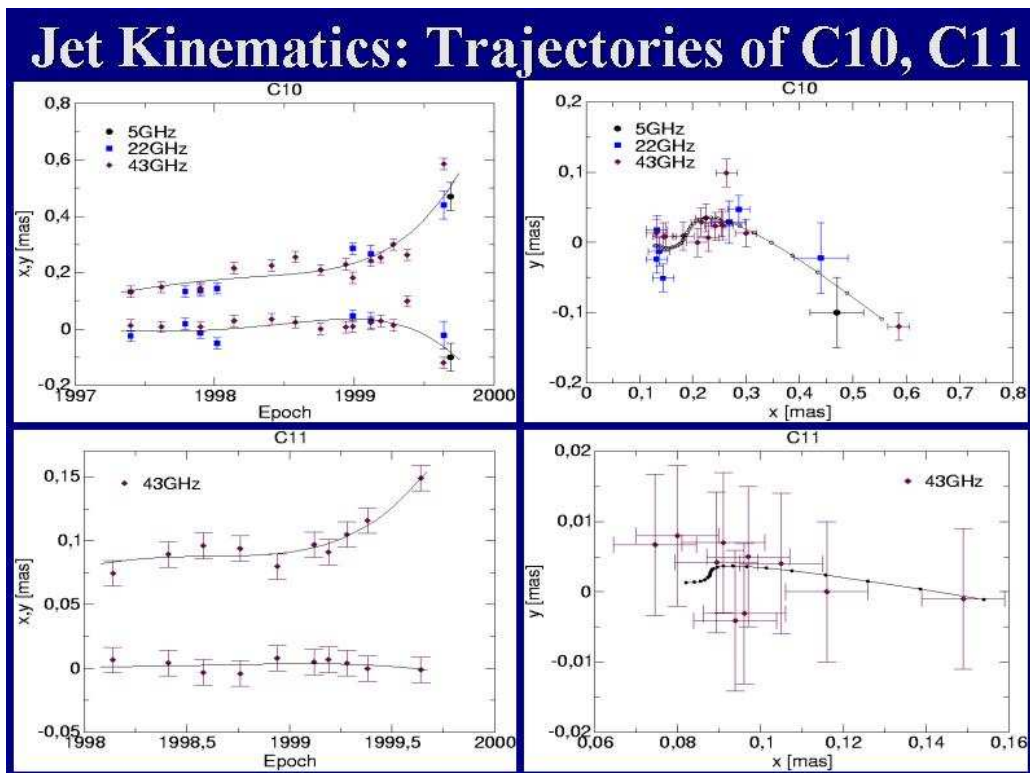 Jet Kinematics: Trajectories of C10, C11
C10
0,8
0,6
0,4
0,2
0
-0,2
x,y [mas]
5GHz
22GHz
43GHz
1997
1998
1999
2000
Epoch
C10
0,2
0,1
0
-0,1
-0,2
y [mas]
5GHz
22GHz
43GHz
0
0,1
0,2
0,3
0,4
0,5
0,6
0,7
0,8
x [mas]
C11
0,15
0,1
0,05
0
-0,05
x,y [mas]
43GHz
1998
1998,5
1999
1999,5
2000
Epoch
C11
0,02
0,01
0
-0,01
-0,02
y [mas]
43GHz
0,06
0,08
0,1
0,12
0,14
0,16
x [mas]